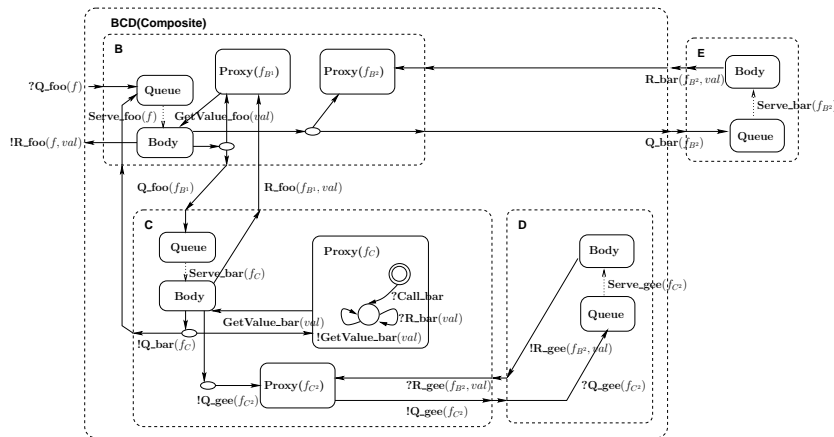 BCD(Composite)
B
E
Proxy(f_{B^1})
Proxy(f_{B^2})
Body
?Q_foo(f)
Queue
R_bar(f_{B^2}, val)
Serve_foo(f)
GetValue_foo(val)
Serve_bar(f_{B^2})
!R_foo(f, val)
Body
Queue
Q_bar(f_{B^2})
Q_foo(f_{B^1})
R_foo(f_{B^1}, val)
C
D
Queue
Proxy(f_C)
Body
Serve_bar(f_C)
Serve_gee(f_{C^2})
Body
?Call_bar
Queue
GetValue_bar(val)
?R_bar(val)
!GetValue_bar(val)
!Q_bar(f_C)
!R_gee(f_{B^2}, val)
Proxy(f_{C^2})
?R_gee(f_{B^2}, val)
?Q_gee(f_{C^2})
!Q_gee(f_{C^2})
!Q_gee(f_{C^2})